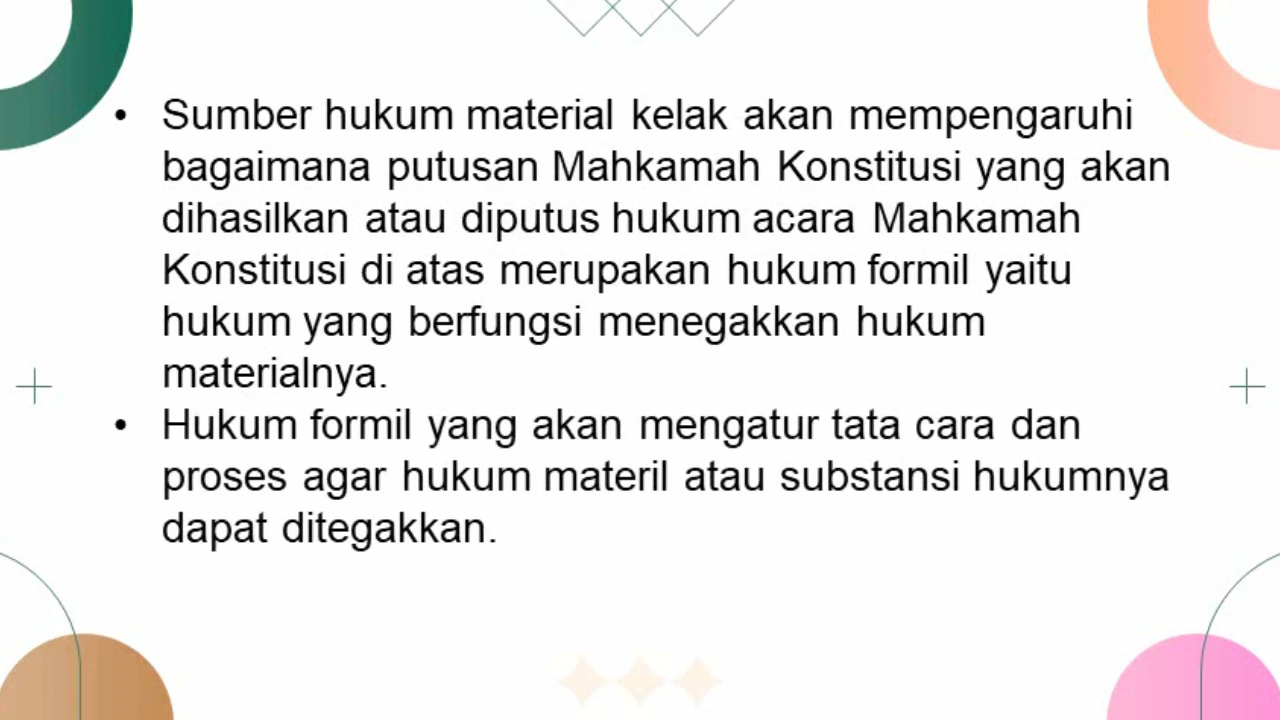 • Sumber hukum material kelak akan mempengaruhi
bagaimana putusan Mahkamah Konstitusi yang akan
dihasilkan atau diputus hukum acara Mahkamah
Konstitusi di atas merupakan hukum formil yaitu
hukum yang berfungsi menegakkan hukum
materialnya.
• Hukum formil yang akan mengatur tata cara dan
proses agar hukum materil atau substansi hukumnya
dapat ditegakkan.